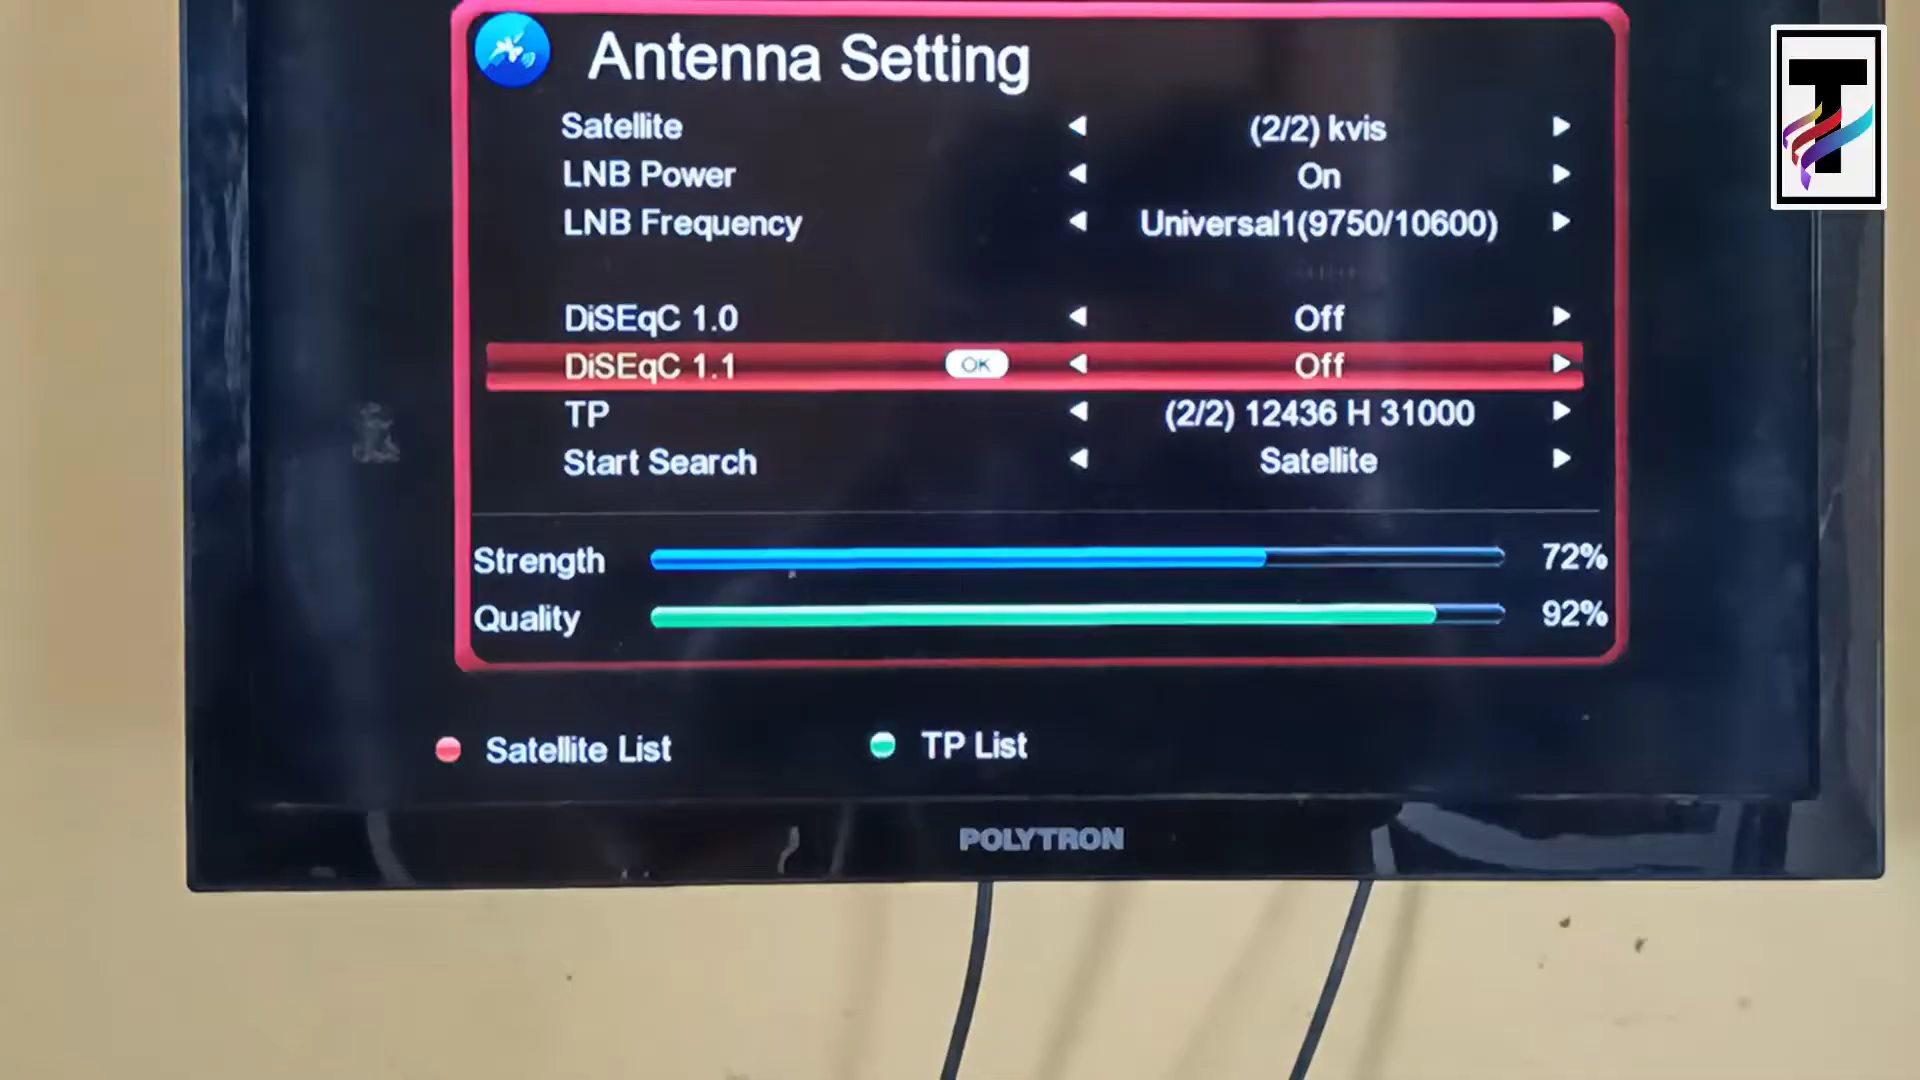 Antenna Setting
Satellite (2/2) kvis
LNB Power On
LNB Frequency Universal1(9750/10600)
DiSEqC 1.0 Off
DiSEqC 1.1 OK Off
TP (2/2) 12436 H 31000
Start Search Satellite
Strength 72%
Quality 92%
Satellite List TP List
POLYTRON
T